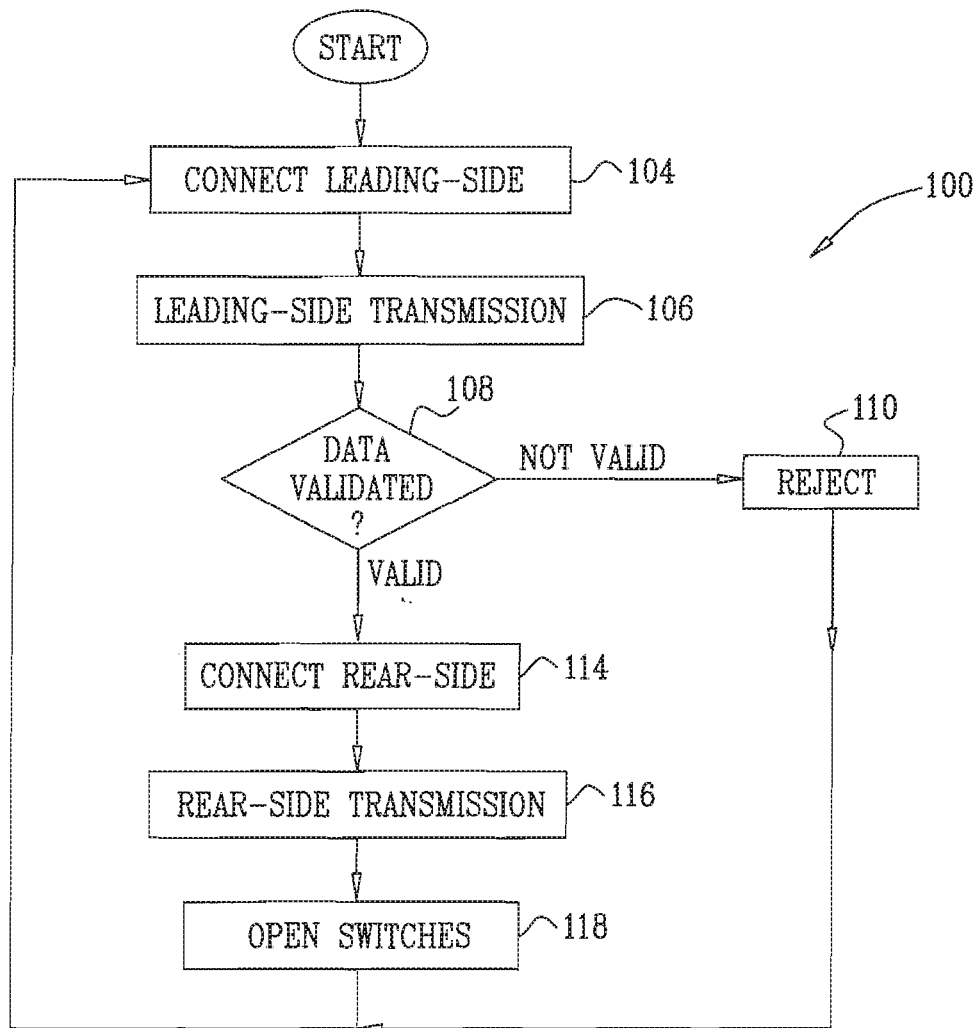 START
CONNECT LEADING-SIDE
104
100
LEADING-SIDE TRANSMISSION
106
108
DATA
VALIDATED
?
NOT VALID
110
REJECT
VALID
CONNECT REAR-SIDE
114
REAR-SIDE TRANSMISSION
116
OPEN SWITCHES
118